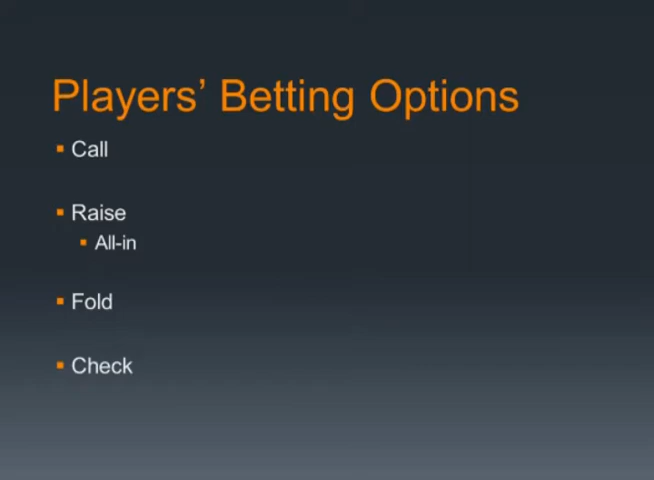 Players’ Betting Options
Call
Raise
All-in
Fold
Check